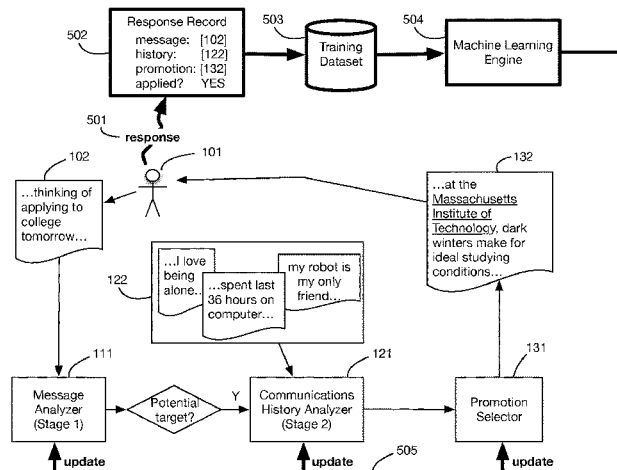 502
Response Record
message: [102]
history: [122]
promotion: [132]
applied? YES
503
Training
Dataset
504
Machine Learning
Engine
501
response
102
101
132
...thinking of
applying to
college
tomorrow...
...at the
Massachusetts
Institute of
Technology, dark
winters make for
ideal studying
conditions...
122
...I love
being
alone...
...spent last
36 hours on
computer...
my robot is
my only
friend...
111
121
131
Message
Analyzer
(Stage 1)
Potential
target?
Y
Communications
History Analyzer
(Stage 2)
Promotion
Selector
update
update
505
update